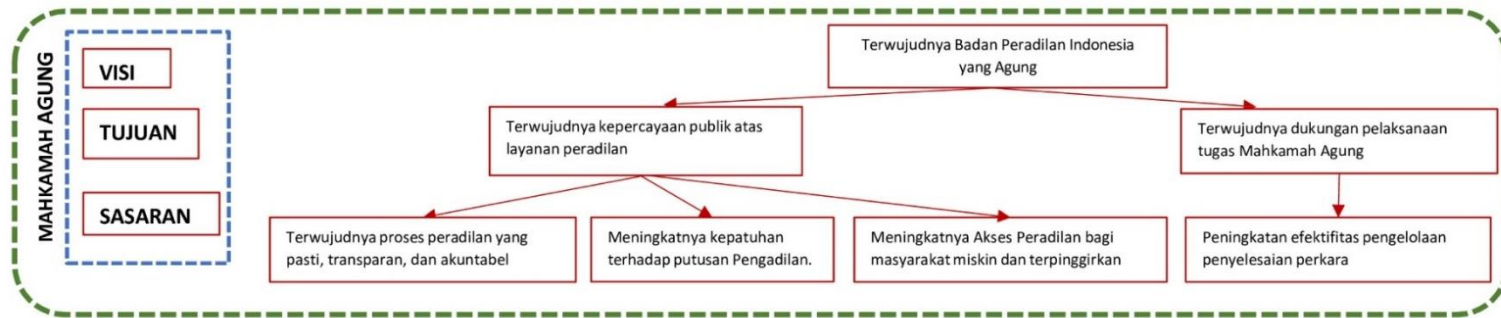 MAHKAMAH AGUNG
VISI
TUJUAN
SASARAN
Terwujudnya Badan Peradilan Indonesia
yang Agung
Terwujudnya kepercayaan publik atas
layanan peradilan
Terwujudnya dukungan pelaksanaan
tugas Mahkamah Agung
Terwujudnya proses peradilan yang
pasti, transparan, dan akuntabel
Meningkatnya kepatuhan
terhadap putusan Pengadilan.
Meningkatnya Akses Peradilan bagi
masyarakat miskin dan terpinggirkan
Peningkatan efektifitas pengelolaan
penyelesaian perkara